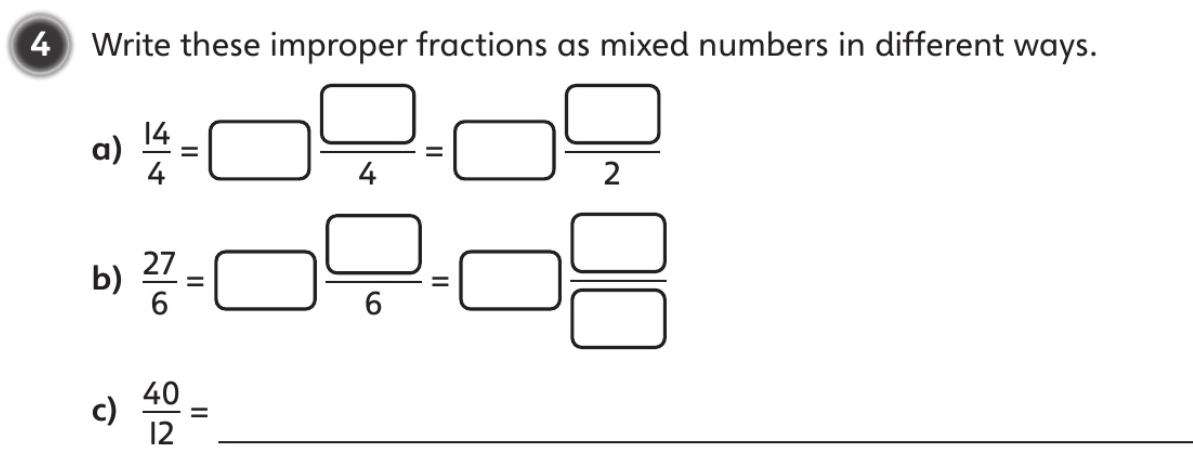 4 Write these improper fractions as mixed numbers in different ways.
a) 14/4 = □ □/4 = □ □/2
b) 27/6 = □ □/6 = □ □/□
c) 40/12 = ____